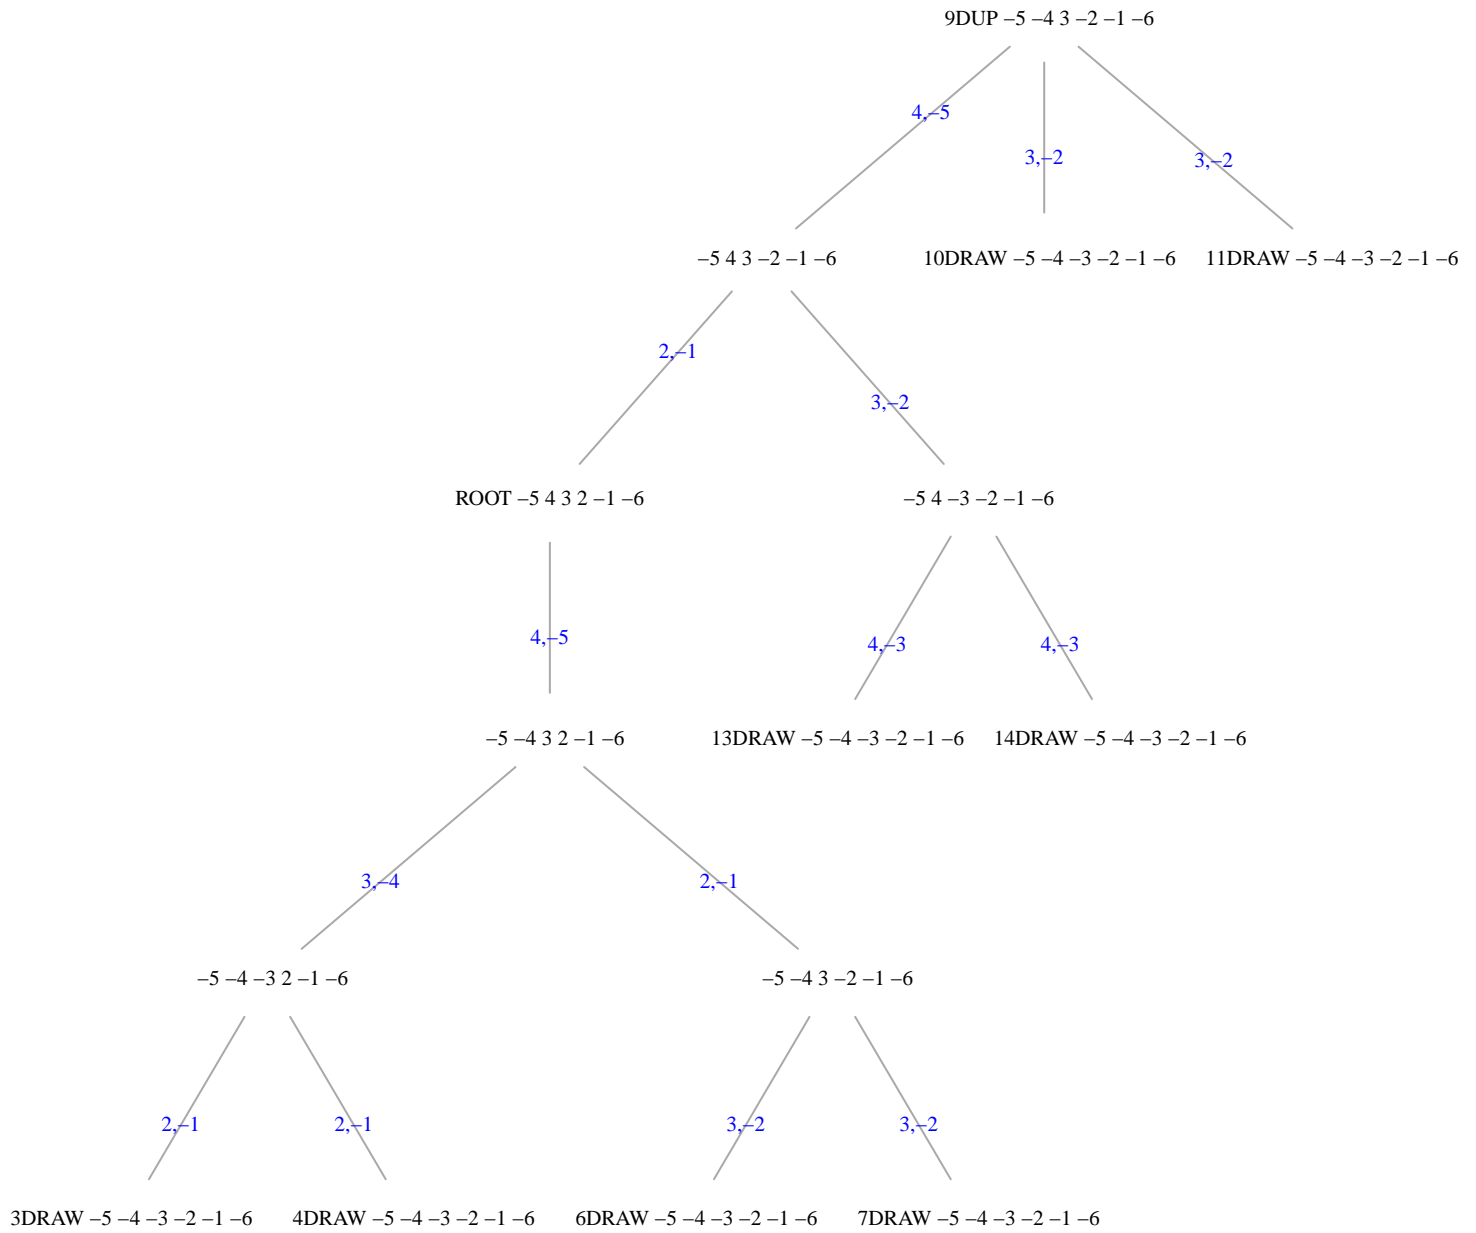 9DUP –5 –4 3 –2 –1 –6
4,–5
3,–2
3,–2
–5 4 3 –2 –1 –6
10DRAW –5 –4 –3 –2 –1 –6
11DRAW –5 –4 –3 –2 –1 –6
2,–1
3,–2
ROOT –5 4 3 2 –1 –6
–5 4 –3 –2 –1 –6
4,–5
4,–3
4,–3
–5 –4 3 2 –1 –6
13DRAW –5 –4 –3 –2 –1 –6
14DRAW –5 –4 –3 –2 –1 –6
3,–4
2,–1
–5 –4 –3 2 –1 –6
–5 –4 3 –2 –1 –6
2,–1
2,–1
3,–2
3,–2
3DRAW –5 –4 –3 –2 –1 –6
4DRAW –5 –4 –3 –2 –1 –6
6DRAW –5 –4 –3 –2 –1 –6
7DRAW –5 –4 –3 –2 –1 –6